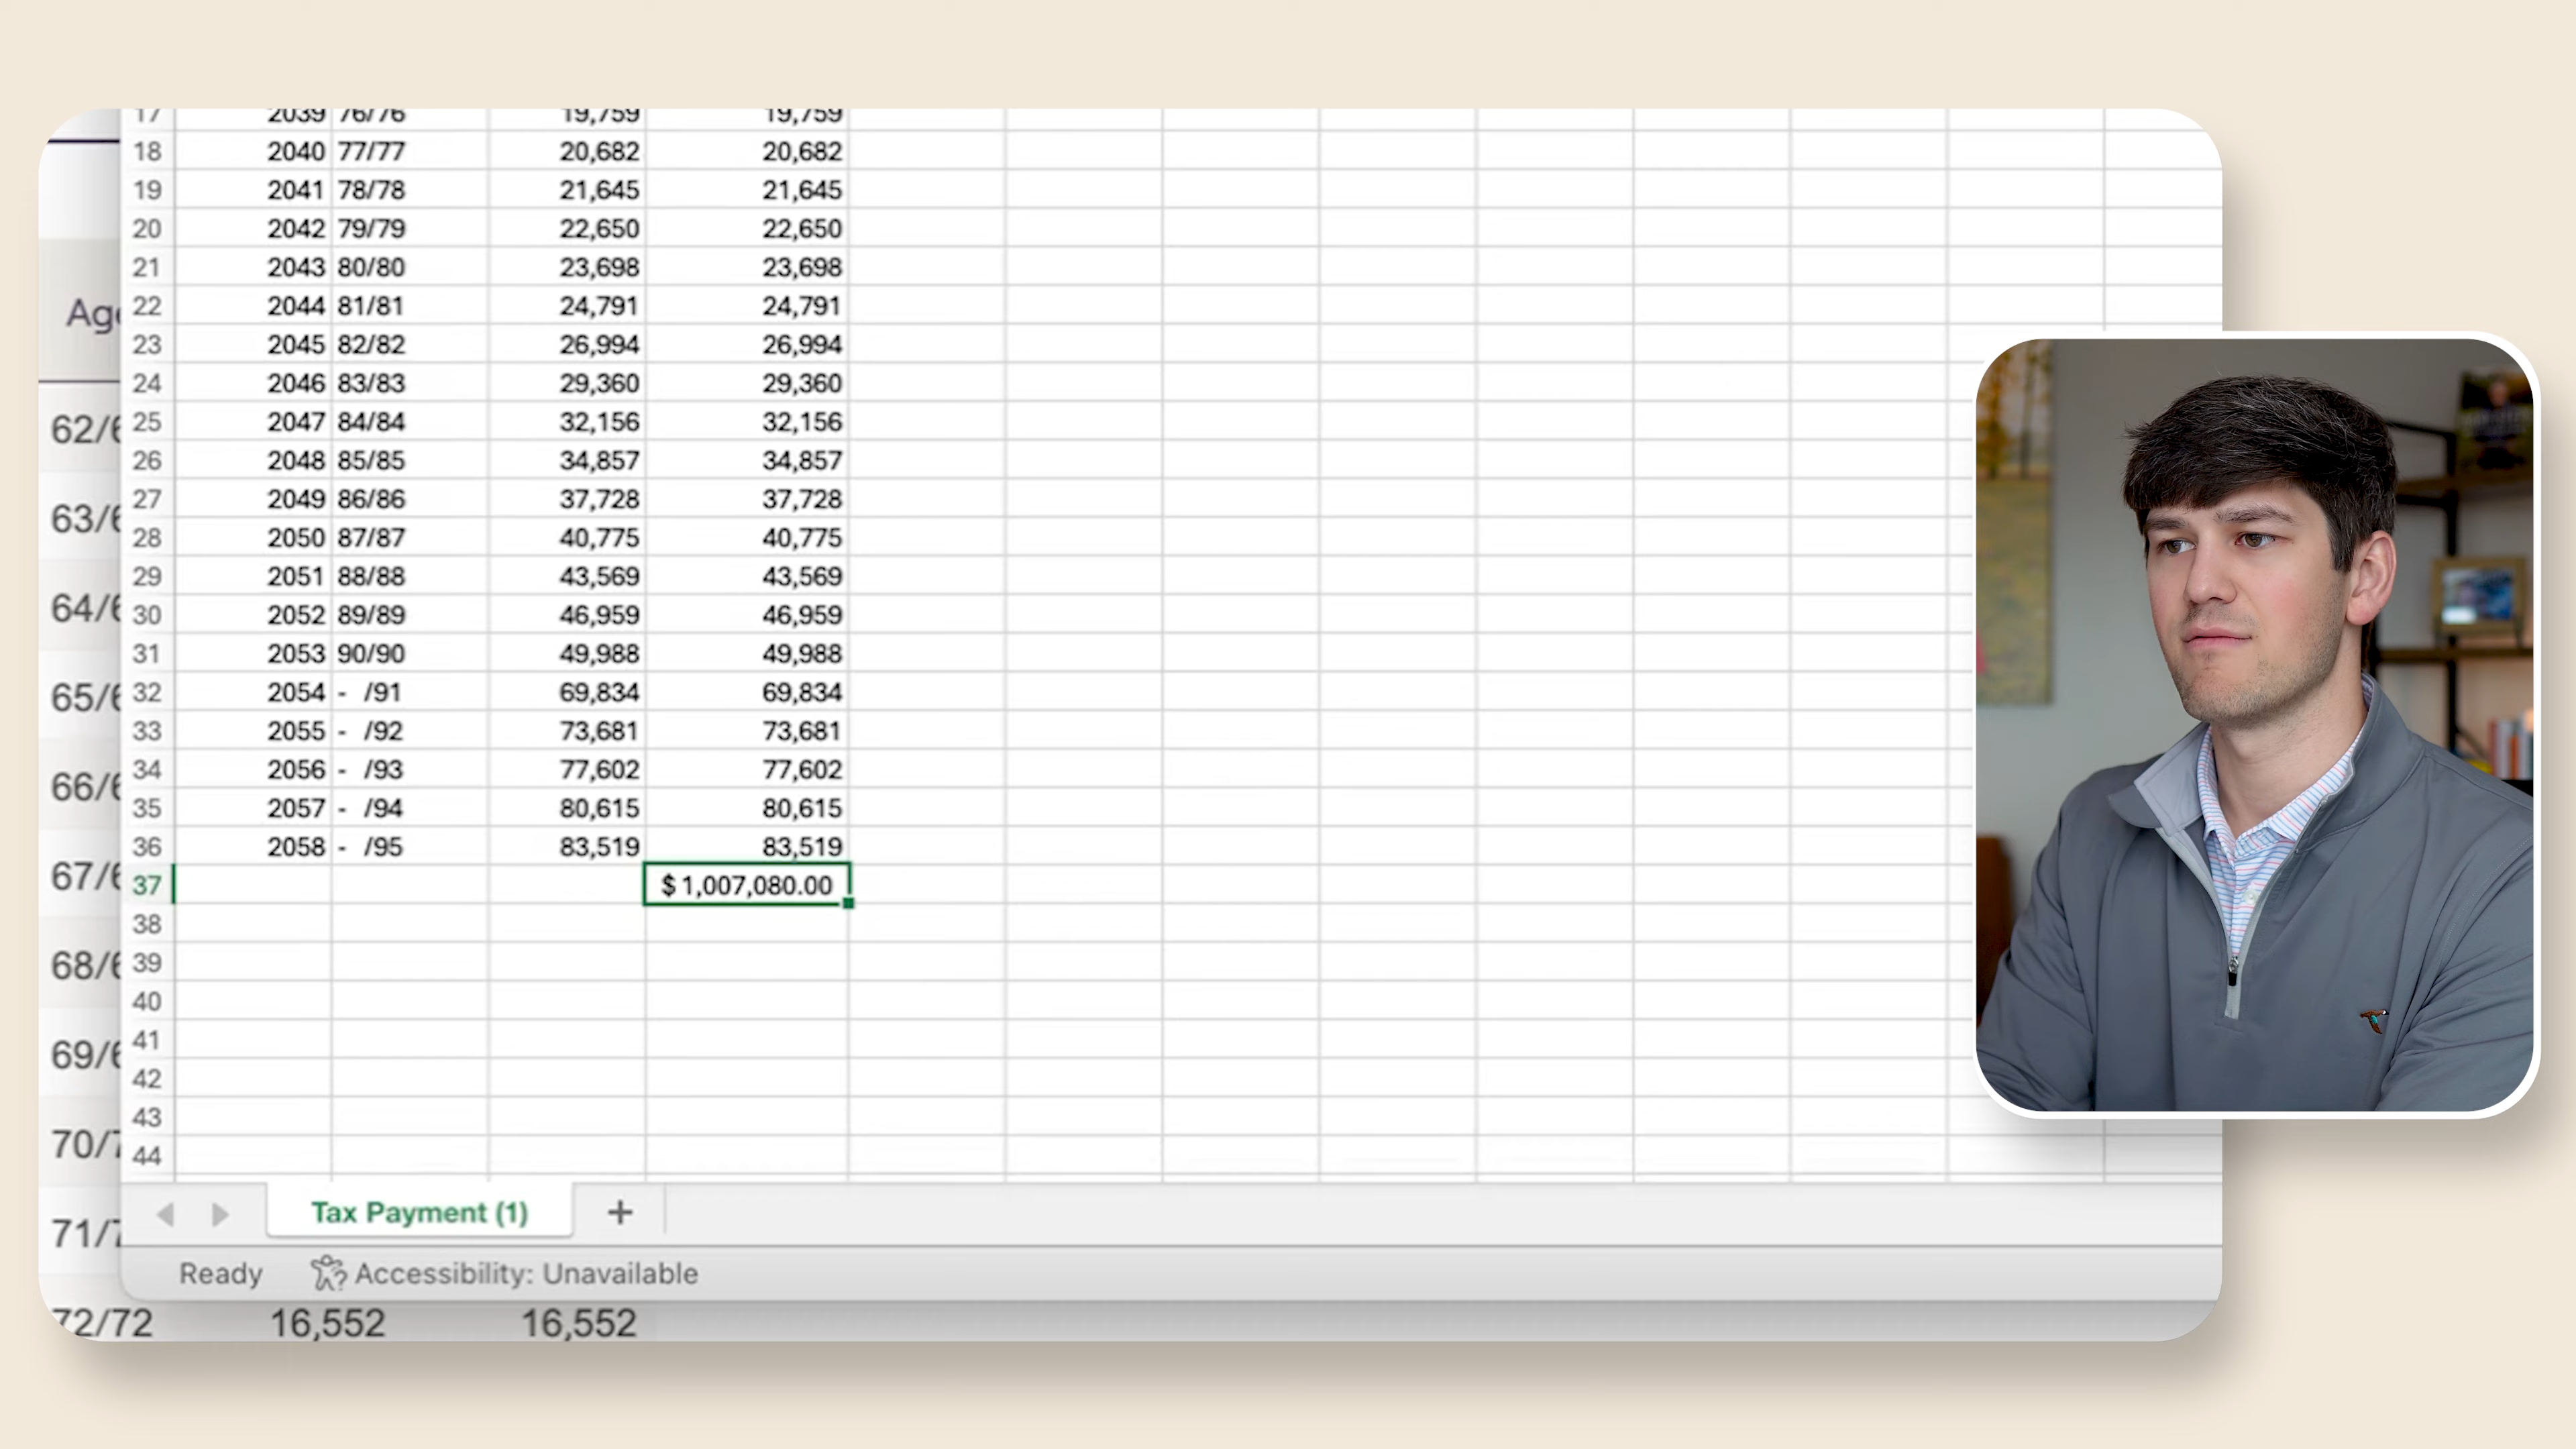 17 2039 76/76 19,759 19,759
18 2040 77/77 20,682 20,682
19 2041 78/78 21,645 21,645
20 2042 79/79 22,650 22,650
21 2043 80/80 23,698 23,698
Age
22 2044 81/81 24,791 24,791
23 2045 82/82 26,994 26,994
24 2046 83/83 29,360 29,360
62/6
25 2047 84/84 32,156 32,156
26 2048 85/85 34,857 34,857
27 2049 86/86 37,728 37,728
63/6
28 2050 87/87 40,775 40,775
29 2051 88/88 43,569 43,569
64/6
30 2052 89/89 46,959 46,959
31 2053 90/90 49,988 49,988
65/6
32 2054 - /91 69,834 69,834
33 2055 - /92 73,681 73,681
34 2056 - /93 77,602 77,602
66/6
35 2057 - /94 80,615 80,615
36 2058 - /95 83,519 83,519
67/6
37 $ 1,007,080.00
38
39
68/6
40
41
69/6
42
43
70/7
44
Tax Payment (1) +
71/7
Ready Accessibility: Unavailable
72/72 16,552 16,552